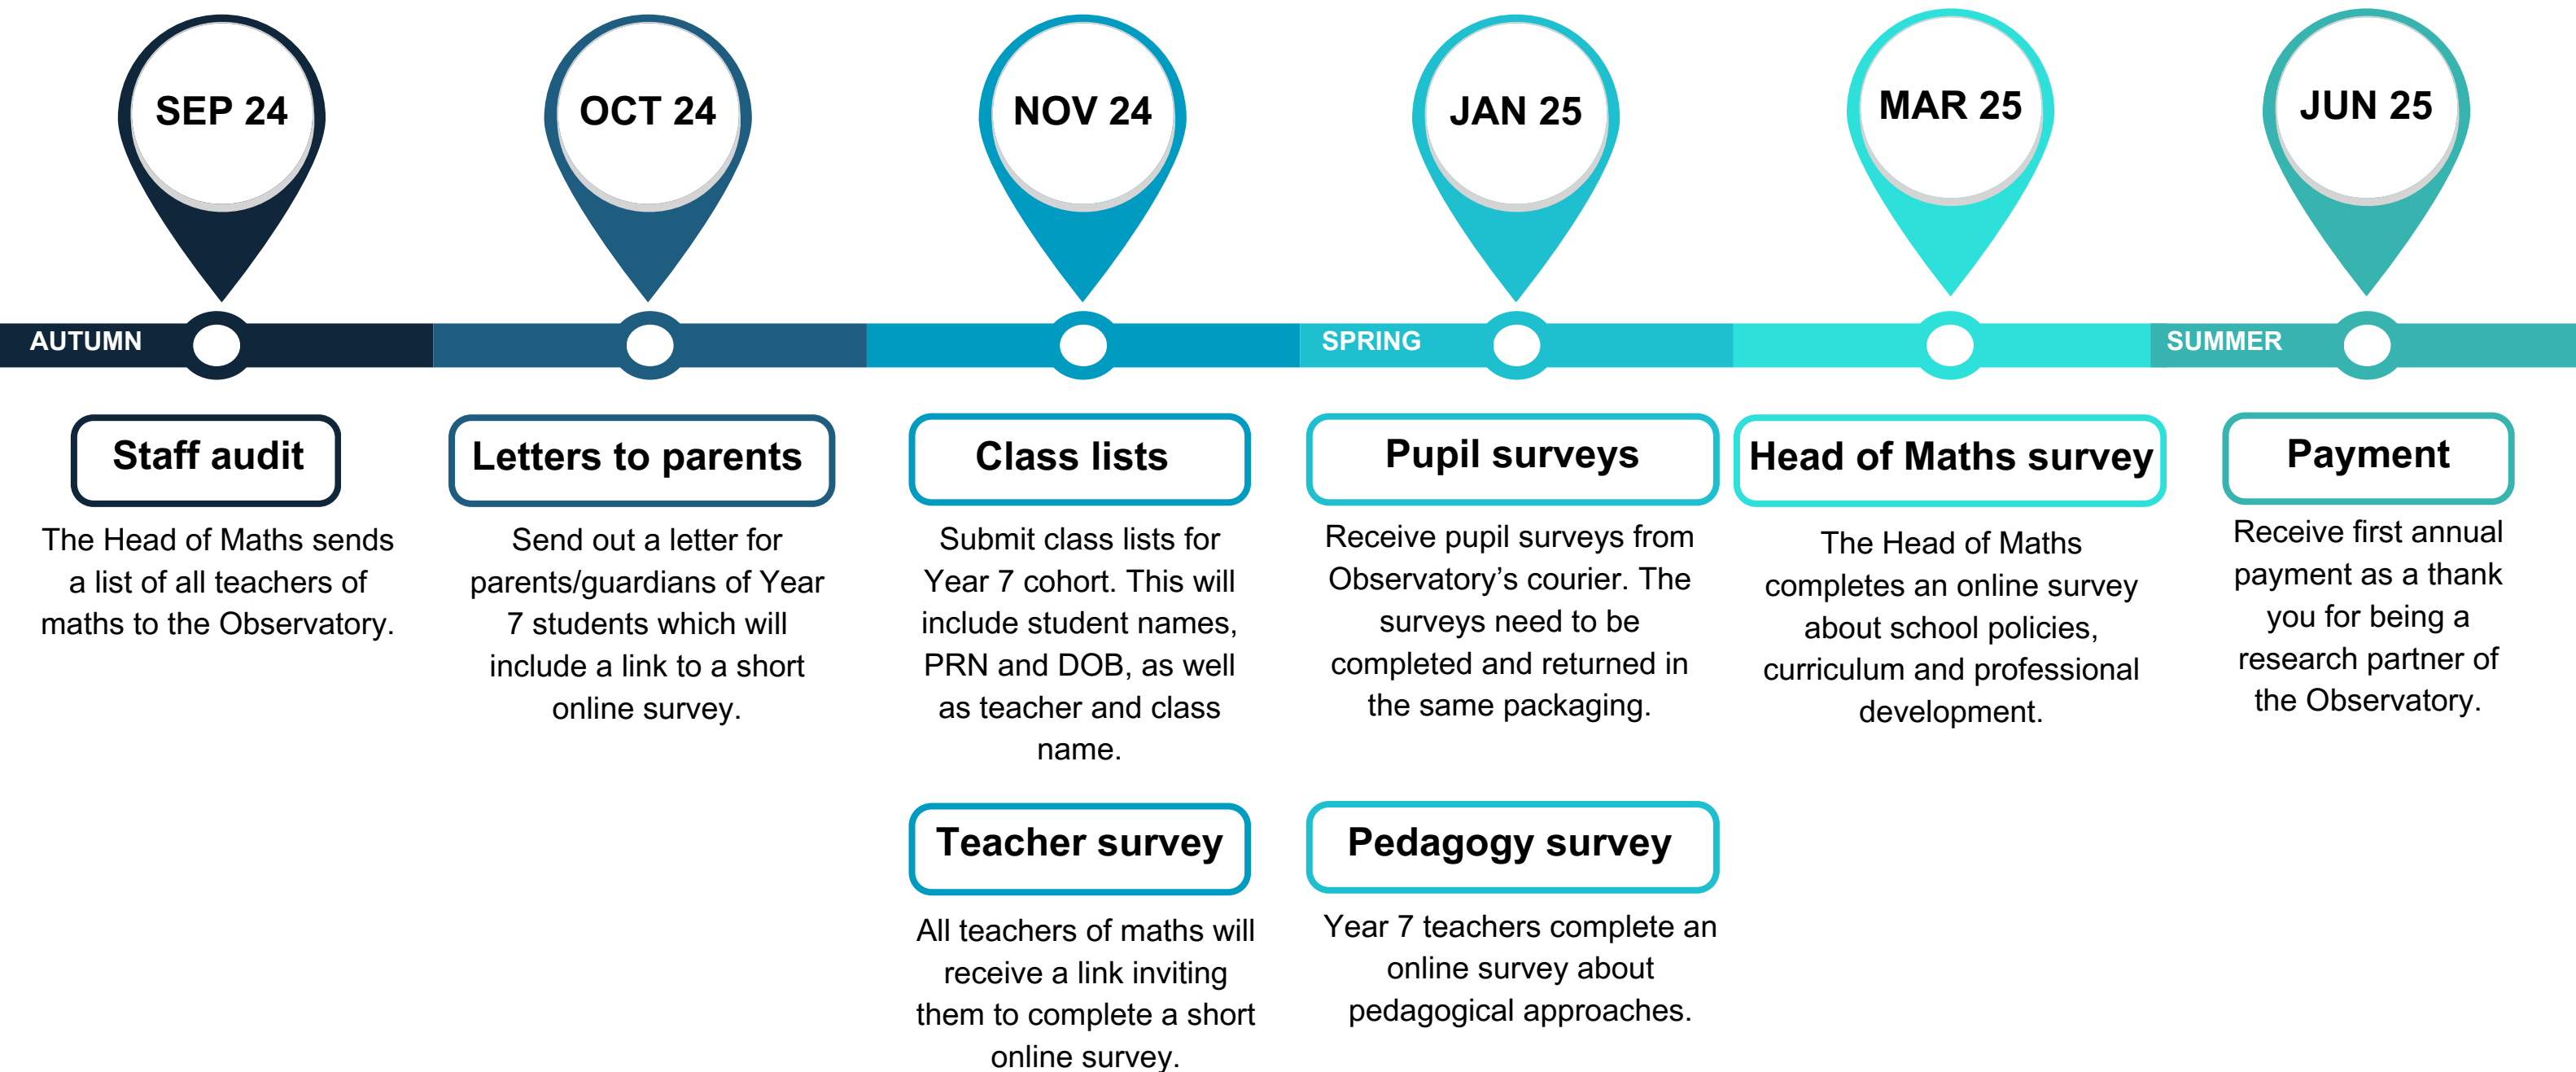 SEP 24
OCT 24
NOV 24
JAN 25
MAR 25
JUN 25
AUTUMN
SPRING
SUMMER
Staff audit
The Head of Maths sends
a list of all teachers of
maths to the Observatory.
Letters to parents
Send out a letter for
parents/guardians of Year
7 students which will
include a link to a short
online survey.
Class lists
Submit class lists for
Year 7 cohort. This will
include student names,
PRN and DOB, as well
as teacher and class
name.
Teacher survey
All teachers of maths will
receive a link inviting
them to complete a short
online survey.
Pupil surveys
Receive pupil surveys from
Observatory’s courier. The
surveys need to be
completed and returned in
the same packaging.
Pedagogy survey
Year 7 teachers complete an
online survey about
pedagogical approaches.
Head of Maths survey
The Head of Maths
completes an online survey
about school policies,
curriculum and professional
development.
Payment
Receive first annual
payment as a thank
you for being a
research partner of
the Observatory.